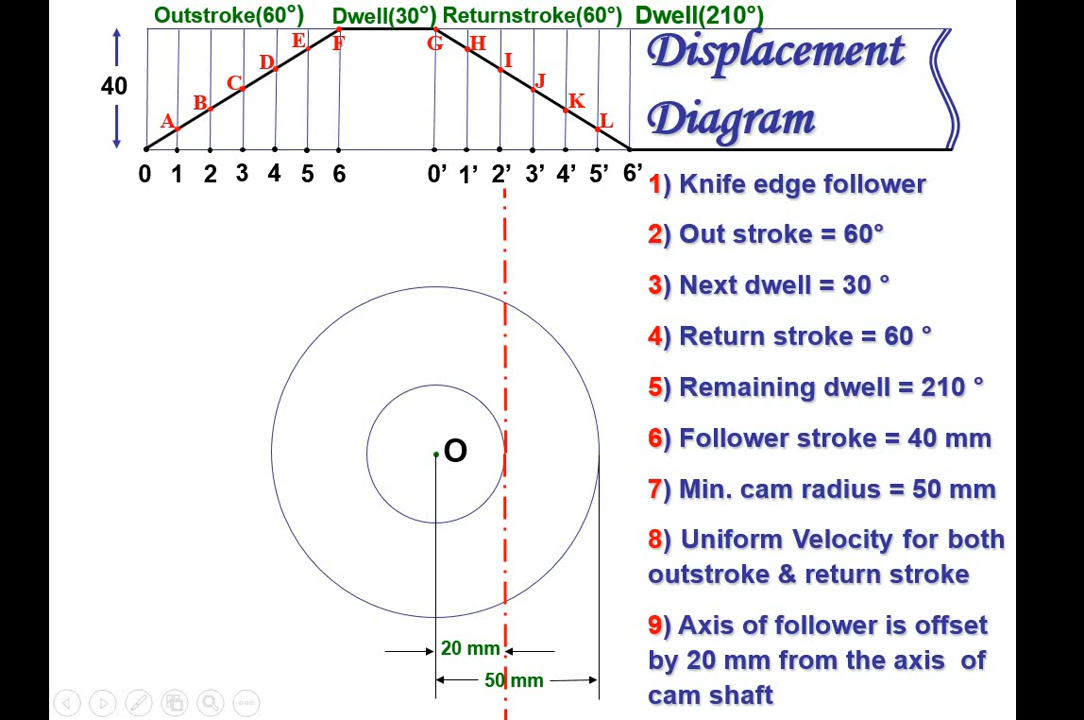 Outstroke(60°) Dwell(30°) Returnstroke(60°) Dwell(210°)
E F G H
D I
40 C J
B K
A L
0 1 2 3 4 5 6 0' 1' 2' 3' 4' 5' 6'
Displacement
Diagram
1) Knife edge follower
2) Out stroke = 60°
3) Next dwell = 30 °
4) Return stroke = 60 °
5) Remaining dwell = 210 °
6) Follower stroke = 40 mm
7) Min. cam radius = 50 mm
8) Uniform Velocity for both
outstroke & return stroke
9) Axis of follower is offset
by 20 mm from the axis of
cam shaft
O
20 mm
50 mm